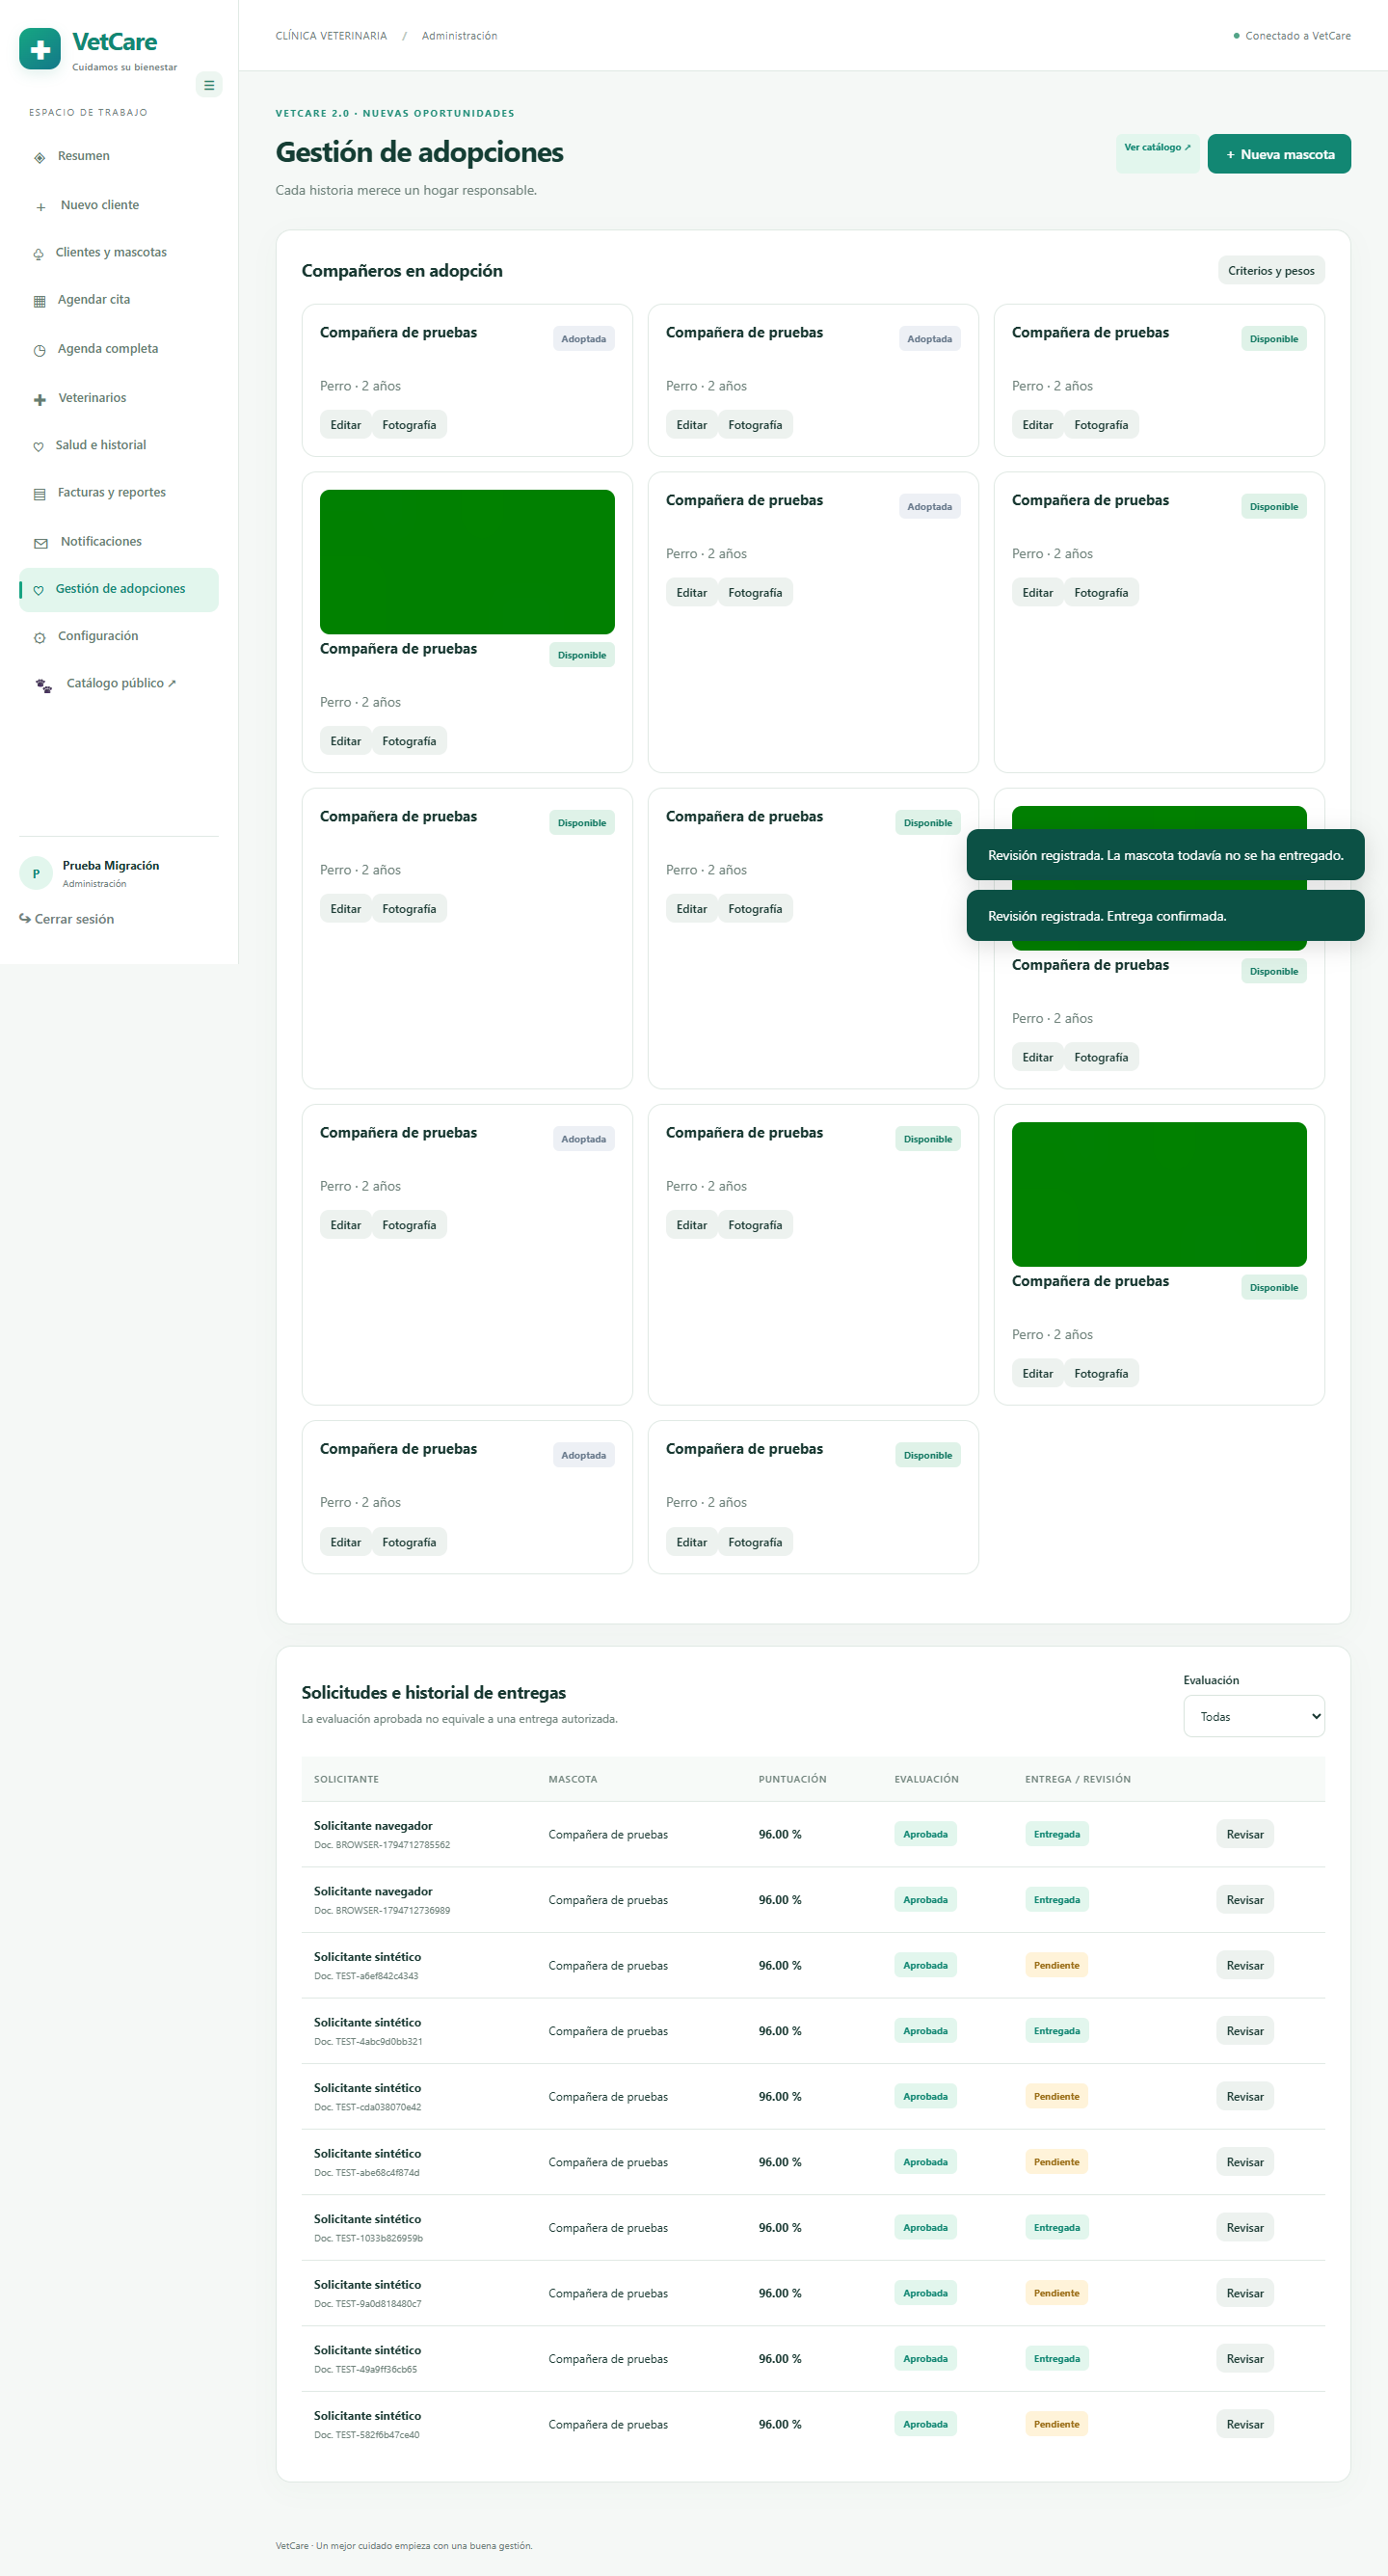 VetCare
Cuidamos su bienestar
ESPACIO DE TRABAJO
Resumen
Nuevo cliente
Clientes y mascotas
Agendar cita
Agenda completa
Veterinarios
Salud e historial
Facturas y reportes
Notificaciones
Gestión de adopciones
Configuración
Catálogo público ↗
P
Prueba Migración
Administración
↪ Cerrar sesión
CLÍNICA VETERINARIA / Administración
Conectado a VetCare
VETCARE 2.0 · NUEVAS OPORTUNIDADES
Gestión de adopciones
Cada historia merece un hogar responsable.
Ver catálogo ↗
+ Nueva mascota
Compañeros en adopción
Criterios y pesos
Compañera de pruebas
Adoptada
Perro · 2 años
Editar Fotografía
Compañera de pruebas
Adoptada
Perro · 2 años
Editar Fotografía
Compañera de pruebas
Disponible
Perro · 2 años
Editar Fotografía
Compañera de pruebas
Disponible
Perro · 2 años
Editar Fotografía
Compañera de pruebas
Adoptada
Perro · 2 años
Editar Fotografía
Compañera de pruebas
Disponible
Perro · 2 años
Editar Fotografía
Compañera de pruebas
Disponible
Perro · 2 años
Editar Fotografía
Compañera de pruebas
Disponible
Perro · 2 años
Editar Fotografía
Revisión registrada. La mascota todavía no se ha entregado.
Revisión registrada. Entrega confirmada.
Compañera de pruebas
Disponible
Perro · 2 años
Editar Fotografía
Compañera de pruebas
Adoptada
Perro · 2 años
Editar Fotografía
Compañera de pruebas
Disponible
Perro · 2 años
Editar Fotografía
Compañera de pruebas
Disponible
Perro · 2 años
Editar Fotografía
Compañera de pruebas
Adoptada
Perro · 2 años
Editar Fotografía
Compañera de pruebas
Disponible
Perro · 2 años
Editar Fotografía
Solicitudes e historial de entregas
La evaluación aprobada no equivale a una entrega autorizada.
Evaluación
Todas
SOLICITANTE MASCOTA PUNTUACIÓN EVALUACIÓN ENTREGA / REVISIÓN
Solicitante navegador
Doc. BROWSER-1794712785562
Compañera de pruebas 96.00 % Aprobada Entregada Revisar
Solicitante navegador
Doc. BROWSER-1794712736989
Compañera de pruebas 96.00 % Aprobada Entregada Revisar
Solicitante sintético
Doc. TEST-a6ef842c4343
Compañera de pruebas 96.00 % Aprobada Pendiente Revisar
Solicitante sintético
Doc. TEST-4abc9d0bb321
Compañera de pruebas 96.00 % Aprobada Entregada Revisar
Solicitante sintético
Doc. TEST-cda038070e42
Compañera de pruebas 96.00 % Aprobada Pendiente Revisar
Solicitante sintético
Doc. TEST-abe68c4f874d
Compañera de pruebas 96.00 % Aprobada Pendiente Revisar
Solicitante sintético
Doc. TEST-1033b826959b
Compañera de pruebas 96.00 % Aprobada Entregada Revisar
Solicitante sintético
Doc. TEST-9a0d818480c7
Compañera de pruebas 96.00 % Aprobada Pendiente Revisar
Solicitante sintético
Doc. TEST-49a9ff36cb65
Compañera de pruebas 96.00 % Aprobada Entregada Revisar
Solicitante sintético
Doc. TEST-582f6b47ce40
Compañera de pruebas 96.00 % Aprobada Pendiente Revisar
VetCare · Un mejor cuidado empieza con una buena gestión.